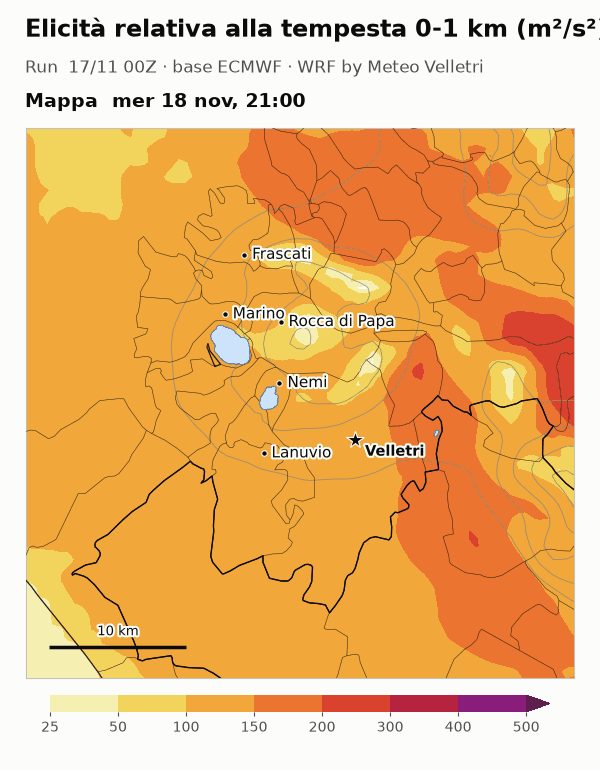 Elicità relativa alla tempesta 0-1 km (m²/s²)
Run 17/11 00Z · base ECMWF · WRF by Meteo Velletri
Mappa mer 18 nov, 21:00
Frascati
Marino
Rocca di Papa
Nemi
Velletri
Lanuvio
10 km
25 50 100 150 200 300 400 500